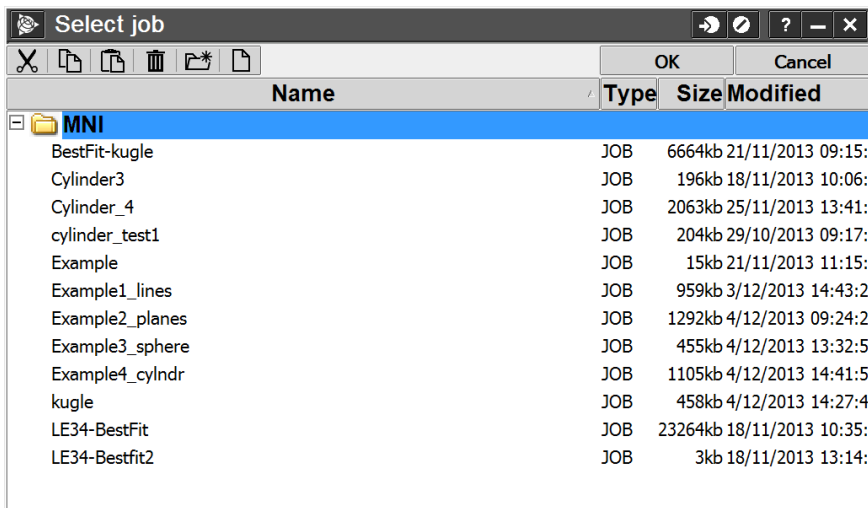 Select job
? 
OK Cancel
Name Type Size Modified
MNI
BestFit-kugle JOB 6664kb 21/11/2013 09:15:
Cylinder3 JOB 196kb 18/11/2013 10:06:
Cylinder_4 JOB 2063kb 25/11/2013 13:41:
cylinder_test1 JOB 204kb 29/10/2013 09:17:
Example JOB 15kb 21/11/2013 11:15:
Example1_lines JOB 959kb 3/12/2013 14:43:2
Example2_planes JOB 1292kb 4/12/2013 09:24:2
Example3_sphere JOB 455kb 4/12/2013 13:32:5
Example4_cylndr JOB 1105kb 4/12/2013 14:41:5
kugle JOB 458kb 4/12/2013 14:27:4
LE34-BestFit JOB 23264kb 18/11/2013 10:35:
LE34-Bestfit2 JOB 3kb 18/11/2013 13:14: